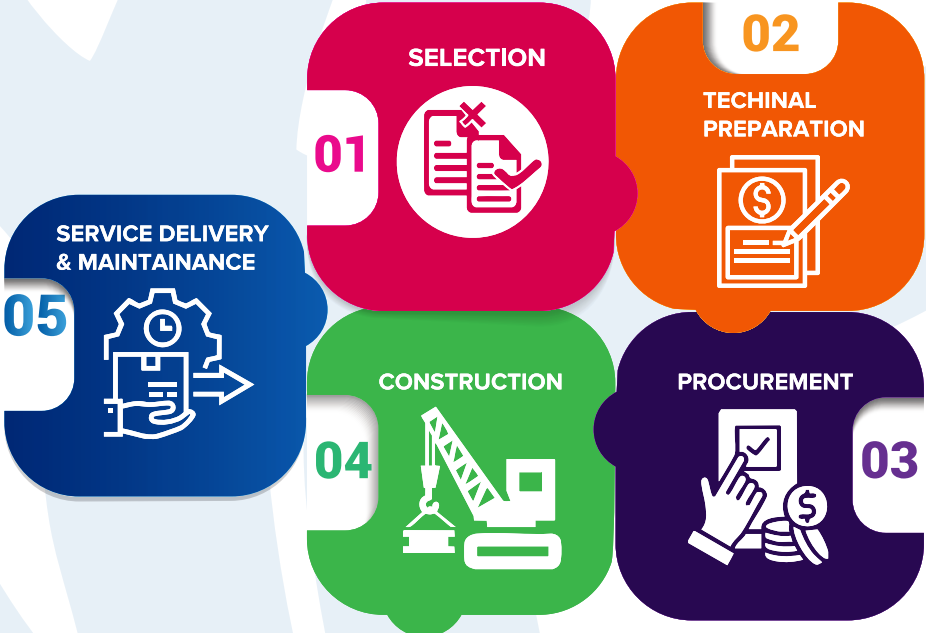 01
SELECTION
02
TECHINAL
PREPARATION
03
PROCUREMENT
04
CONSTRUCTION
05
SERVICE DELIVERY
& MAINTAINANCE